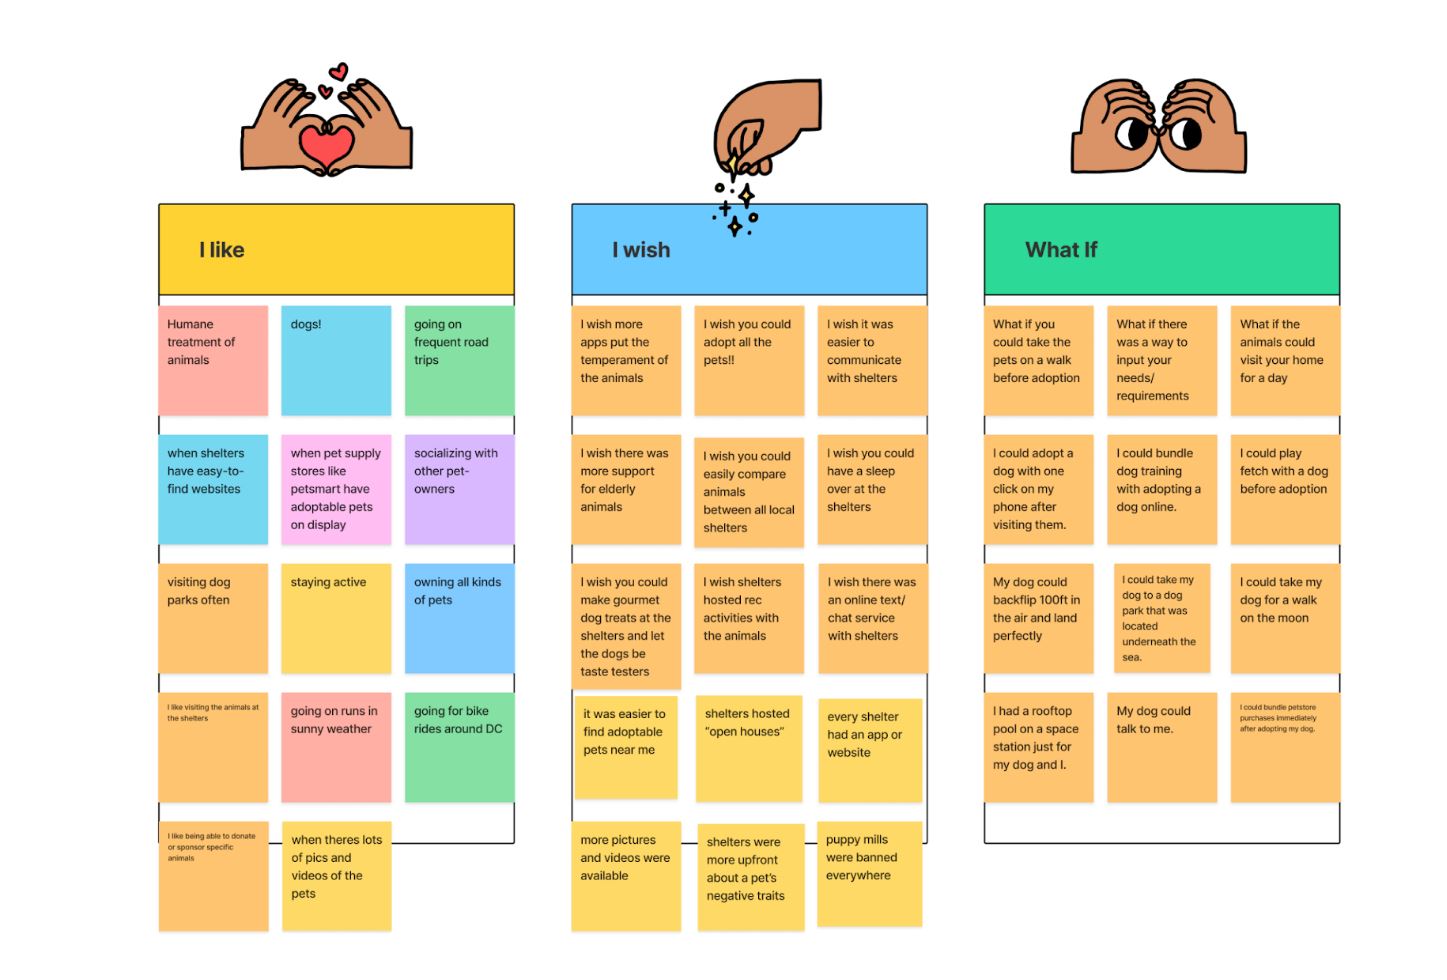 I like
Humane
treatment of
animals
dogs!
going on
frequent road
trips
when shelters
have easy-to-
find websites
when pet supply
stores like
petsmart have
adoptable pets
on display
socializing with
other pet-
owners
visiting dog
parks often
staying active
owning all kinds
of pets
I like visiting the animals at
the shelters
going on runs in
sunny weather
going for bike
rides around DC
I like being able to donate
or sponsor specific
animals
when theres lots
of pics and
videos of the
pets
I wish
I wish more
apps put the
temperament of
the animals
I wish you could
adopt all the
pets!!
I wish it was
easier to
communicate
with shelters
I wish there was
more support
for elderly
animals
I wish you could
easily compare
animals
between all local
shelters
I wish you could
have a sleep
over at the
shelters
I wish you could
make gourmet
dog treats at the
shelters and let
the dogs be
taste testers
I wish shelters
hosted rec
activities with
the animals
I wish there was
an online text/
chat service
with shelters
it was easier to
find adoptable
pets near me
shelters hosted
“open houses”
every shelter
had an app or
website
more pictures
and videos were
available
shelters were
more upfront
about a pet's
negative traits
puppy mills
were banned
everywhere
What If
What if you
could take the
pets on a walk
before adoption
What if there
was a way to
input your
needs/
requirements
What if the
animals could
visit your home
for a day
I could adopt a
dog with one
click on my
phone after
visiting them.
I could bundle
dog training
with adopting a
dog online.
I could play
fetch with a dog
before adoption
My dog could
backflip 100ft in
the air and land
perfectly
I could take my
dog to a dog
park that was
located
underneath the
sea.
I could take my
dog for a walk
on the moon
I had a rooftop
pool on a space
station just for
my dog and I.
My dog could
talk to me.
I could bundle petstore
purchases immediately
after adopting my dog.